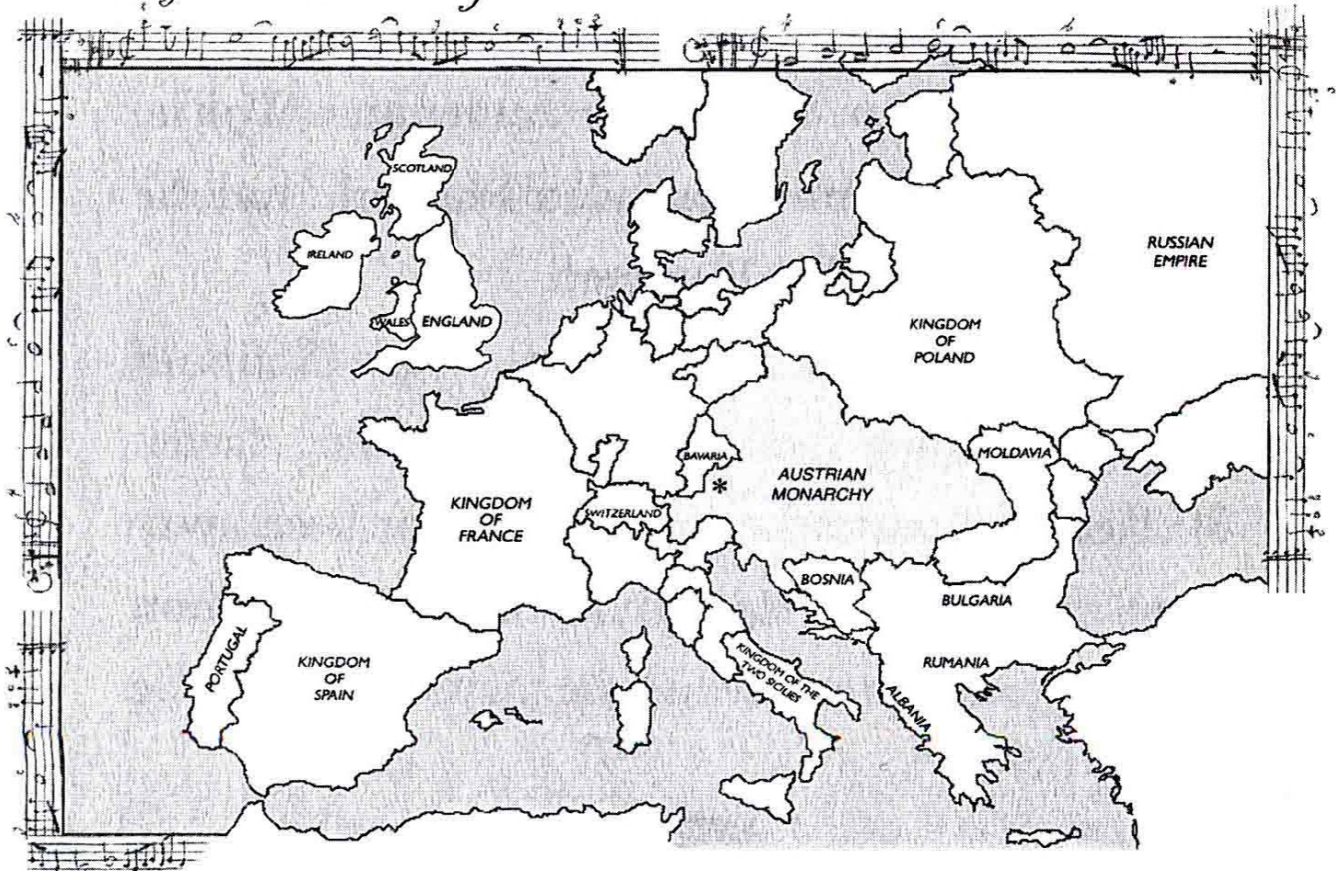 SCOTLAND
IRELAND
WALES
ENGLAND
RUSSIAN
EMPIRE
KINGDOM
OF
POLAND
BAVARIA
*
AUSTRIAN
MONARCHY
MOLDAVIA
SWITZERLAND
KINGDOM
OF
FRANCE
BOSNIA
BULGARIA
PORTUGAL
KINGDOM
OF
SPAIN
KINGDOM OF THE
TWO SICILIES
RUMANIA
ALBANIA